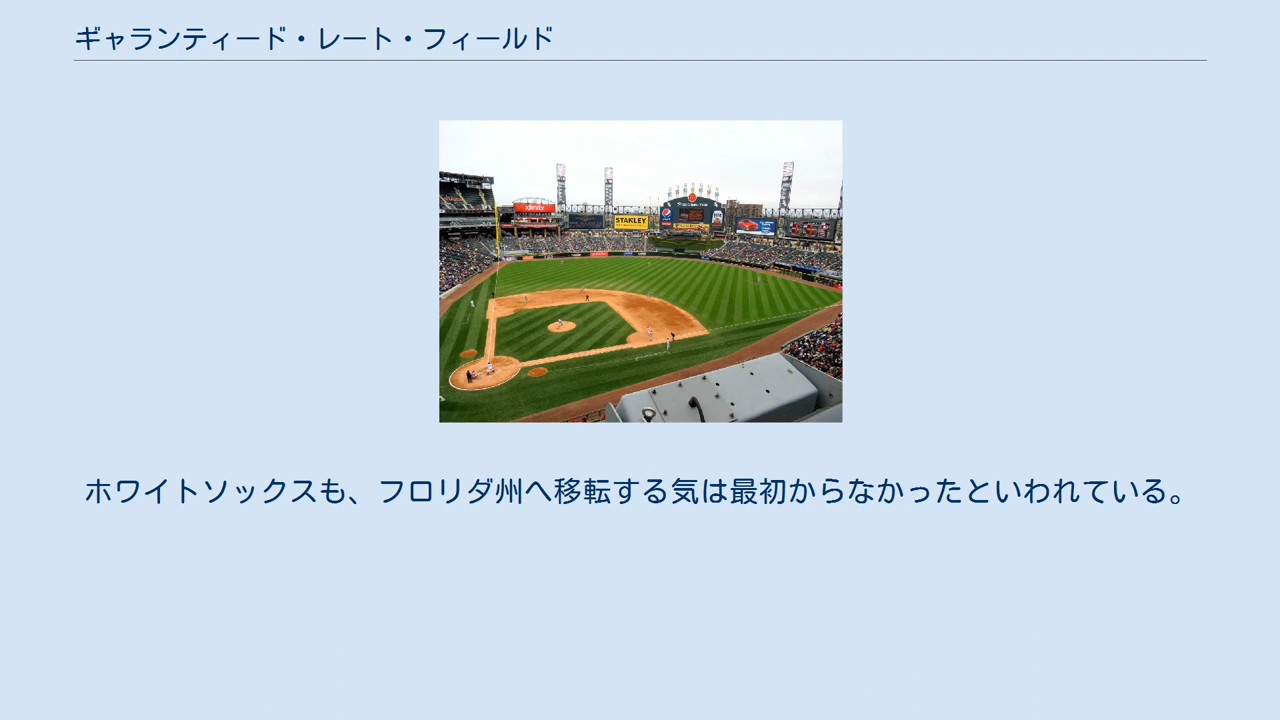 ギャランティード・レート・フィールド
xfinity
STANLEY
ホワイトソックスも、フロリダ州へ移転する気は最初からなかったといわれている。